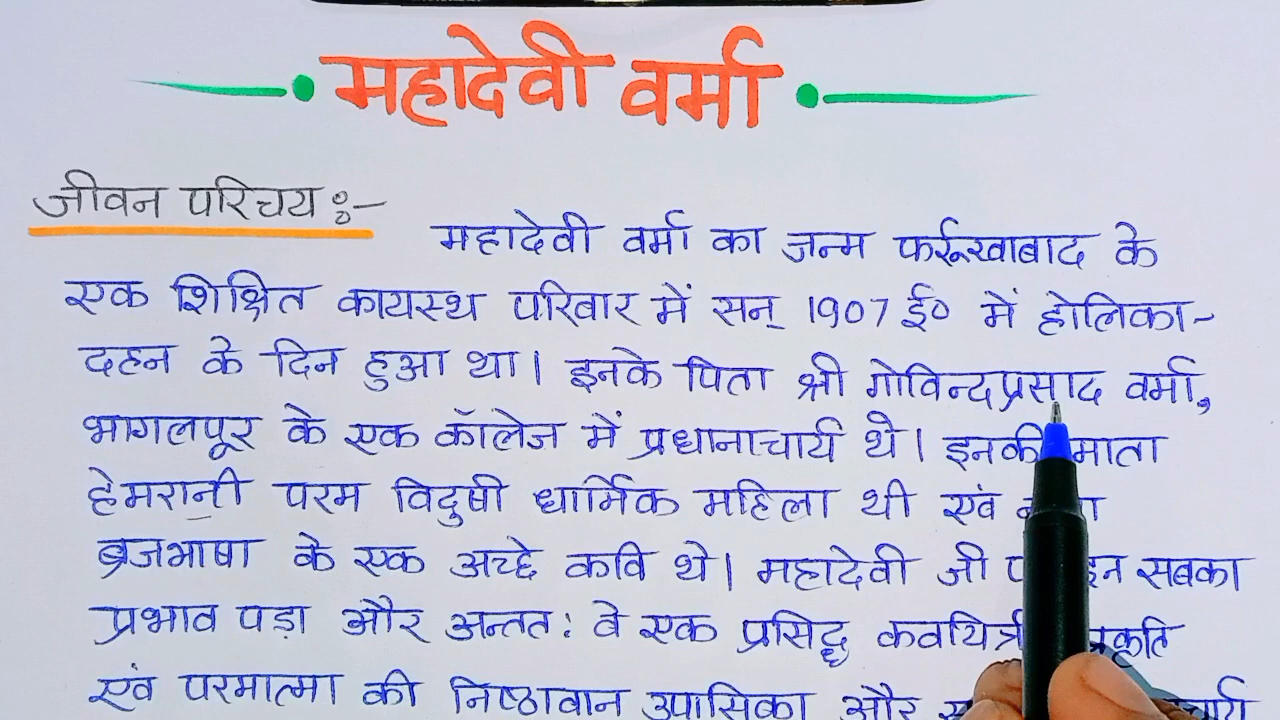 महादेवी वर्मा
जीवन परिचय :-
महादेवी वर्मा का जन्म फर्रूखाबाद के
एक शिक्षित कायस्थ परिवार में सन् 1907 ई० में होलिका-
दहन के दिन हुआ था। इनके पिता श्री गोविन्दप्रसाद वर्मा,
भागलपूर के एक कॉलेज में प्रधानाचार्य थे। इनकी माता
हेमरानी परम विदुषी धार्मिक महिला थी एवं
ब्रजभाषा के एक अच्छे कवि थे। महादेवी जी इन सबका
प्रभाव पड़ा और अन्तत: वे एक प्रसिद्ध कवयित्री
एवं परमात्मा की निष्ठावान उपासिका और